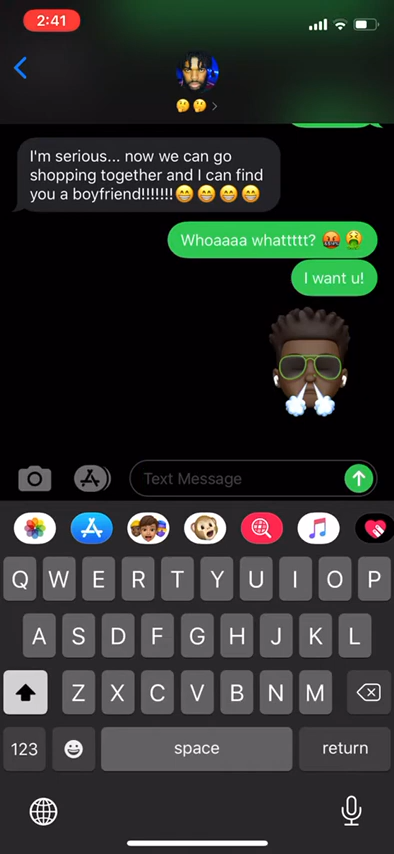 2:41
🤔🤔 >
I'm serious... now we can go
shopping together and I can find
you a boyfriend!!!!!!!😁😁😁😁
Whoaaaa whattttt? 🤬🤮
I want u!
Text Message
Q W E R T Y U I O P
A S D F G H J K L
Z X C V B N M
123 space return